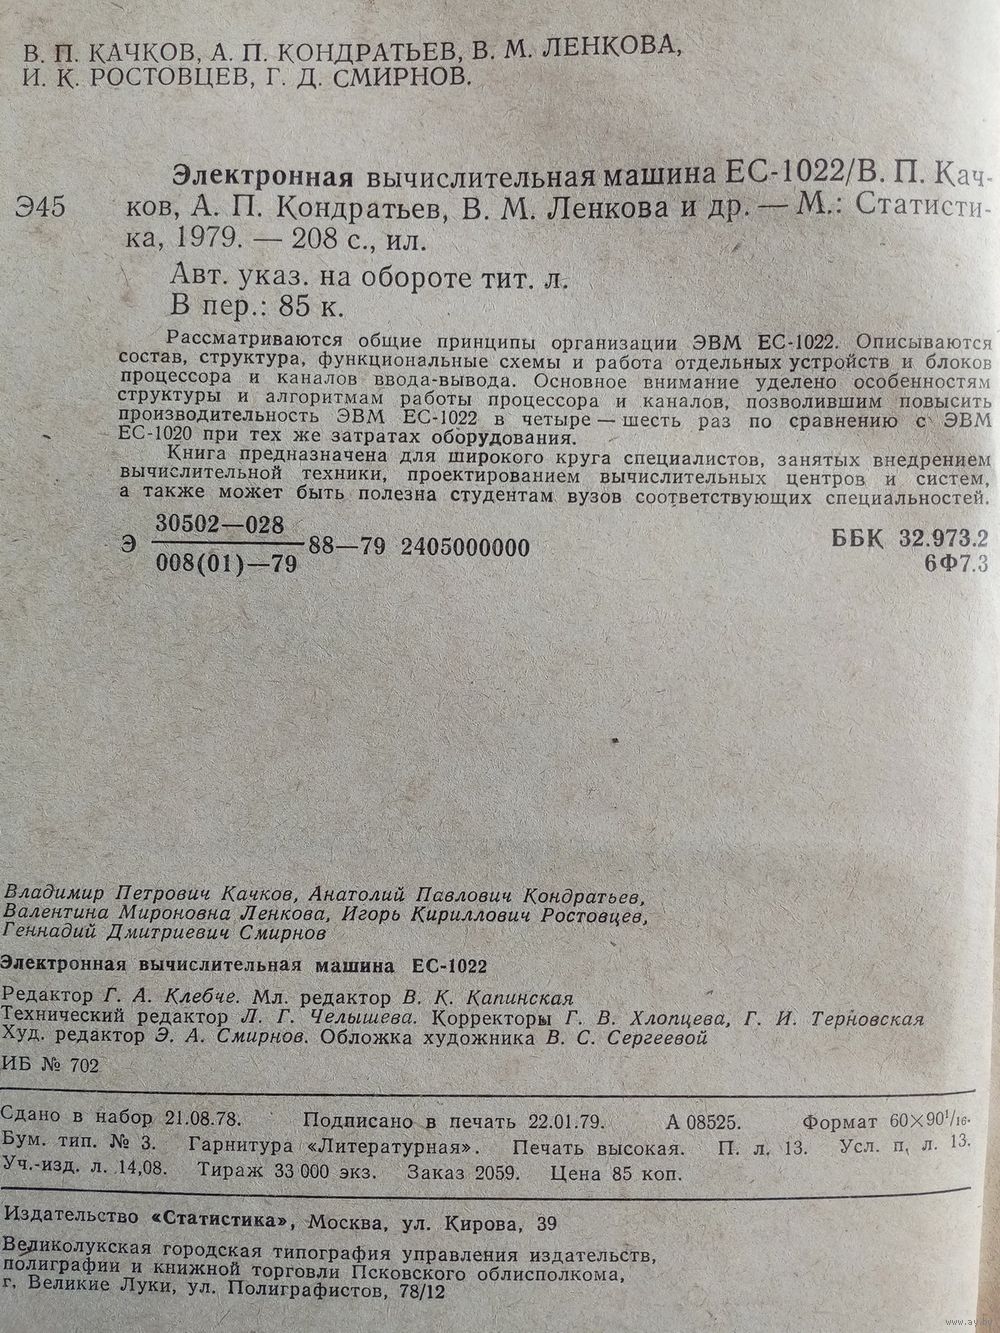 В. П. КАЧКОВ, А. П. КОНДРАТЬЕВ, В. М. ЛЕНКОВА,
И. К. РОСТОВЦЕВ, Г. Д. СМИРНОВ.
Электронная вычислительная машина ЕС-1022/В. П. Кач-
Э45 ков, А. П. Кондратьев, В. М. Ленкова и др. — М.: Статисти-
ка, 1979. — 208 с., ил.
Авт. указ. на обороте тит. л.
В пер.: 85 к.
Рассматриваются общие принципы организации ЭВМ ЕС-1022. Описываются
состав, структура, функциональные схемы и работа отдельных устройств и блоков
процессора и каналов ввода-вывода. Основное внимание уделено особенностям
структуры и алгоритмам работы процессора и каналов, позволившим повысить
производительность ЭВМ ЕС-1022 в четыре — шесть раз по сравнению с ЭВМ
ЕС-1020 при тех же затратах оборудования.
Книга предназначена для широкого круга специалистов, занятых внедрением
вычислительной техники, проектированием вычислительных центров и систем,
а также может быть полезна студентам вузов соответствующих специальностей.
30502—028
Э 88—79 2405000000
008(01)—79
ББК 32.973.2
6Ф7.3
Владимир Петрович Качков, Анатолий Павлович Кондратьев,
Валентина Мироновна Ленкова, Игорь Кириллович Ростовцев,
Геннадий Дмитриевич Смирнов
Электронная вычислительная машина ЕС-1022
Редактор Г. А. Клебче. Мл. редактор В. К. Капинская
Технический редактор Л. Г. Челышева. Корректоры Г. В. Хлопцева, Г. И. Терновская
Худ. редактор Э. А. Смирнов. Обложка художника В. С. Сергеевой
ИБ № 702
Сдано в набор 21.08.78. Подписано в печать 22.01.79. А 08525. Формат 60×90¹/₁₆.
Бум. тип. № 3. Гарнитура «Литературная». Печать высокая. П. л. 13. Усл. п. л. 13.
Уч.-изд. л. 14,08. Тираж 33 000 экз. Заказ 2059. Цена 85 коп.
Издательство «Статистика», Москва, ул. Кирова, 39
Великолукская городская типография управления издательств,
полиграфии и книжной торговли Псковского облисполкома,
г. Великие Луки, ул. Полиграфистов, 78/12
www.ay.by